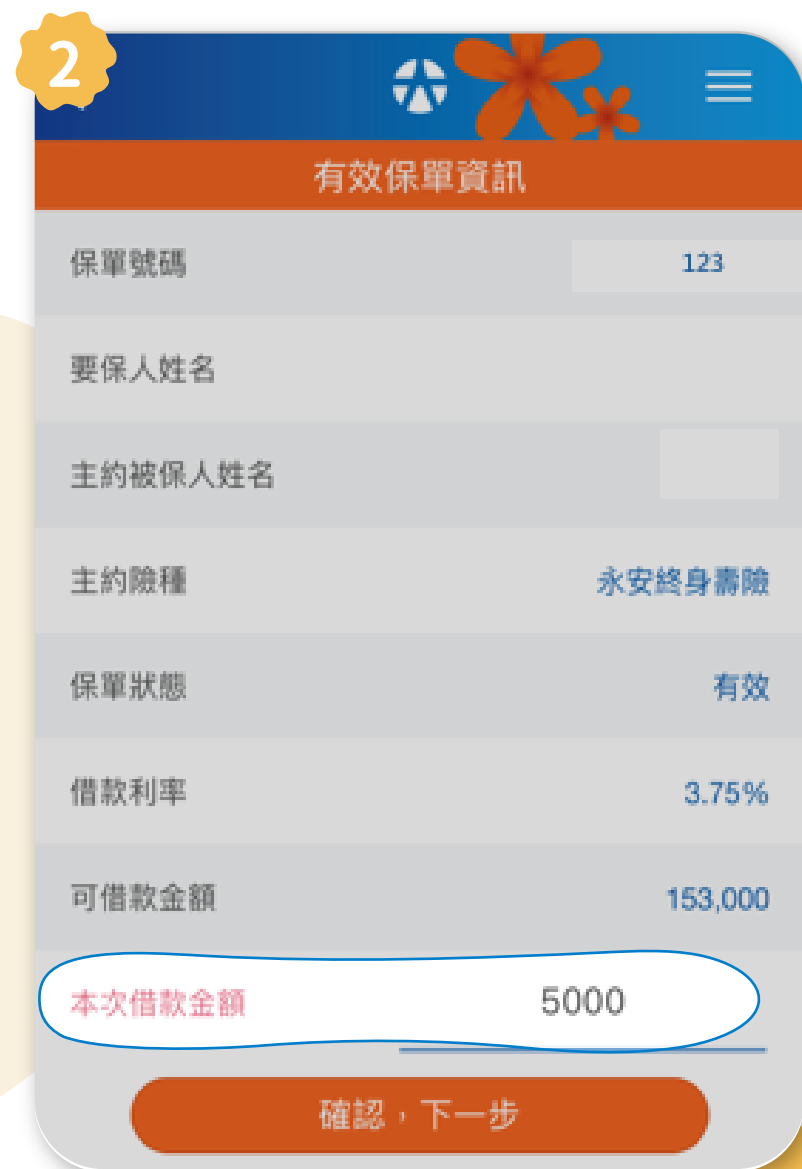 2
有效保單資訊
保單號碼 123
要保人姓名
主約被保人姓名
主約險種 永安終身壽險
保單狀態 有效
借款利率 3.75%
可借款金額 153,000
本次借款金額 5000
確認，下一步